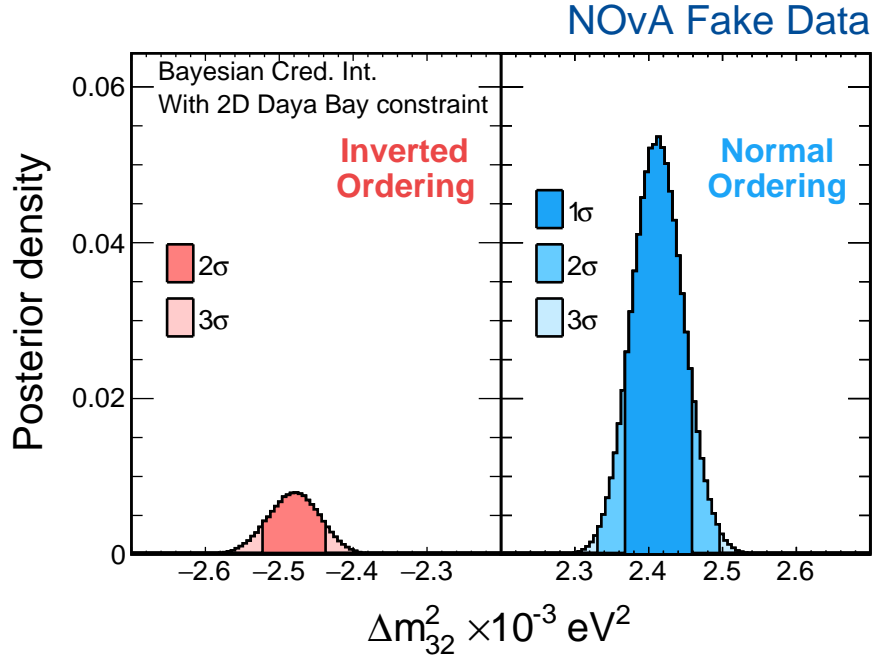 NOvA Fake Data
Bayesian Cred. Int.
With 2D Daya Bay constraint
Inverted
Ordering
Normal
Ordering
2σ
3σ
1σ
2σ
3σ
Posterior density
0.06
0.04
0.02
0
−2.6
−2.5
−2.4
−2.3
2.3
2.4
2.5
2.6
Δm²₃₂ ×10⁻³ eV²